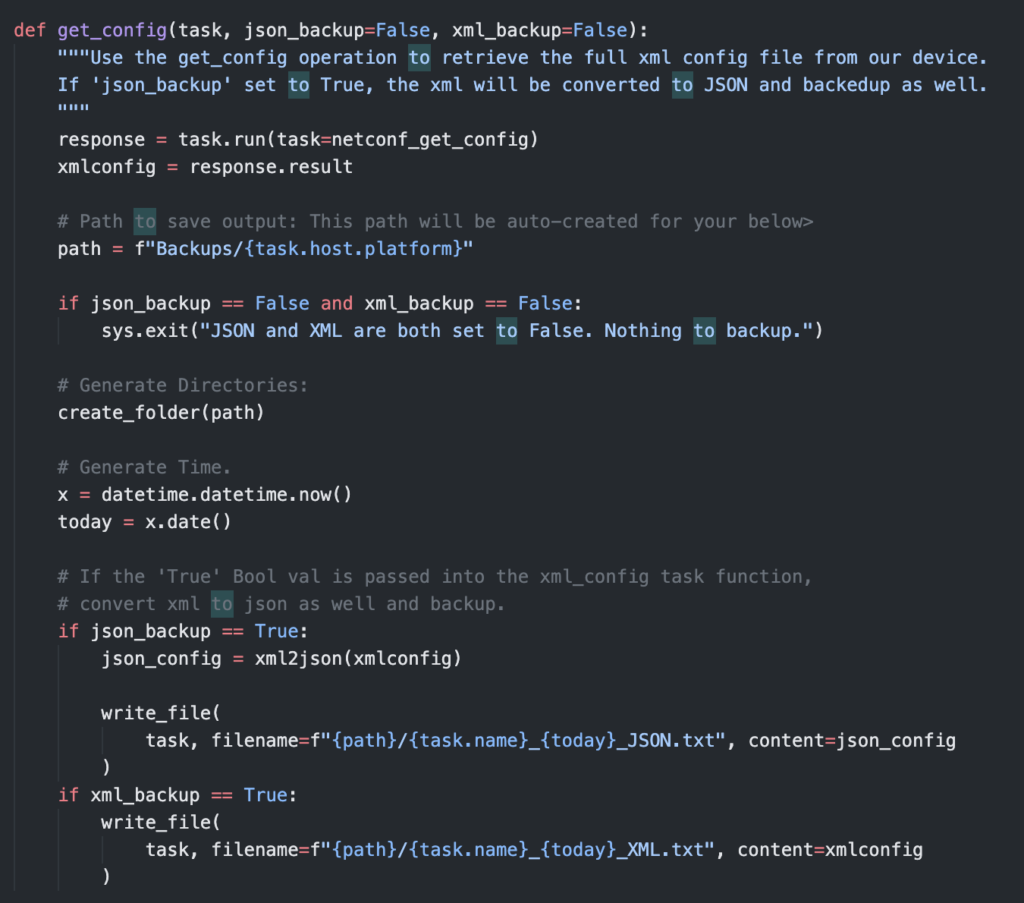 def get_config(task, json_backup=False, xml_backup=False):
    """Use the get_config operation to retrieve the full xml config file from our device.
    If 'json_backup' set to True, the xml will be converted to JSON and backedup as well.
    """
    response = task.run(task=netconf_get_config)
    xmlconfig = response.result

    # Path to save output: This path will be auto-created for your below>
    path = f"Backups/{task.host.platform}"

    if json_backup == False and xml_backup == False:
        sys.exit("JSON and XML are both set to False. Nothing to backup.")

    # Generate Directories:
    create_folder(path)

    # Generate Time.
    x = datetime.datetime.now()
    today = x.date()

    # If the 'True' Bool val is passed into the xml_config task function,
    # convert xml to json as well and backup.
    if json_backup == True:
        json_config = xml2json(xmlconfig)

        write_file(
            task, filename=f"{path}/{task.name}_{today}_JSON.txt", content=json_config
        )
    if xml_backup == True:
        write_file(
            task, filename=f"{path}/{task.name}_{today}_XML.txt", content=xmlconfig
        )